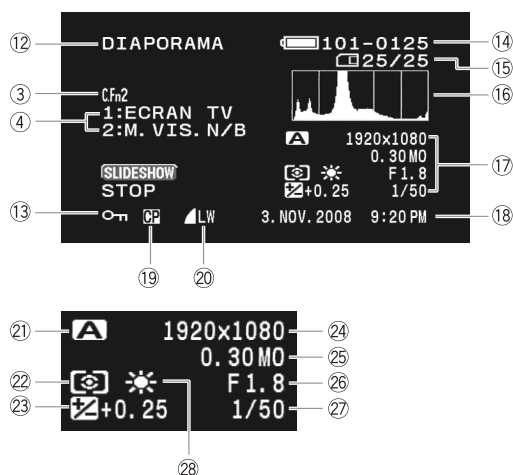 ⑫ DIAPORAMA 101-0125 ⑭
25/25 ⑮
③ C.Fn2 ⑯
④ 1:ECRAN TV
2:M. VIS. N/B
A 1920x1080
0.30MO ⑰
SLIDESHOW F1.8
STOP +0.25 1/50
⑬ CP LW 3. NOV. 2008 9:20 PM ⑱
⑲ ⑳
㉑ A 1920x1080 ㉔
0.30MO ㉕
㉒ F1.8 ㉖
㉓ +0.25 1/50 ㉗
㉘